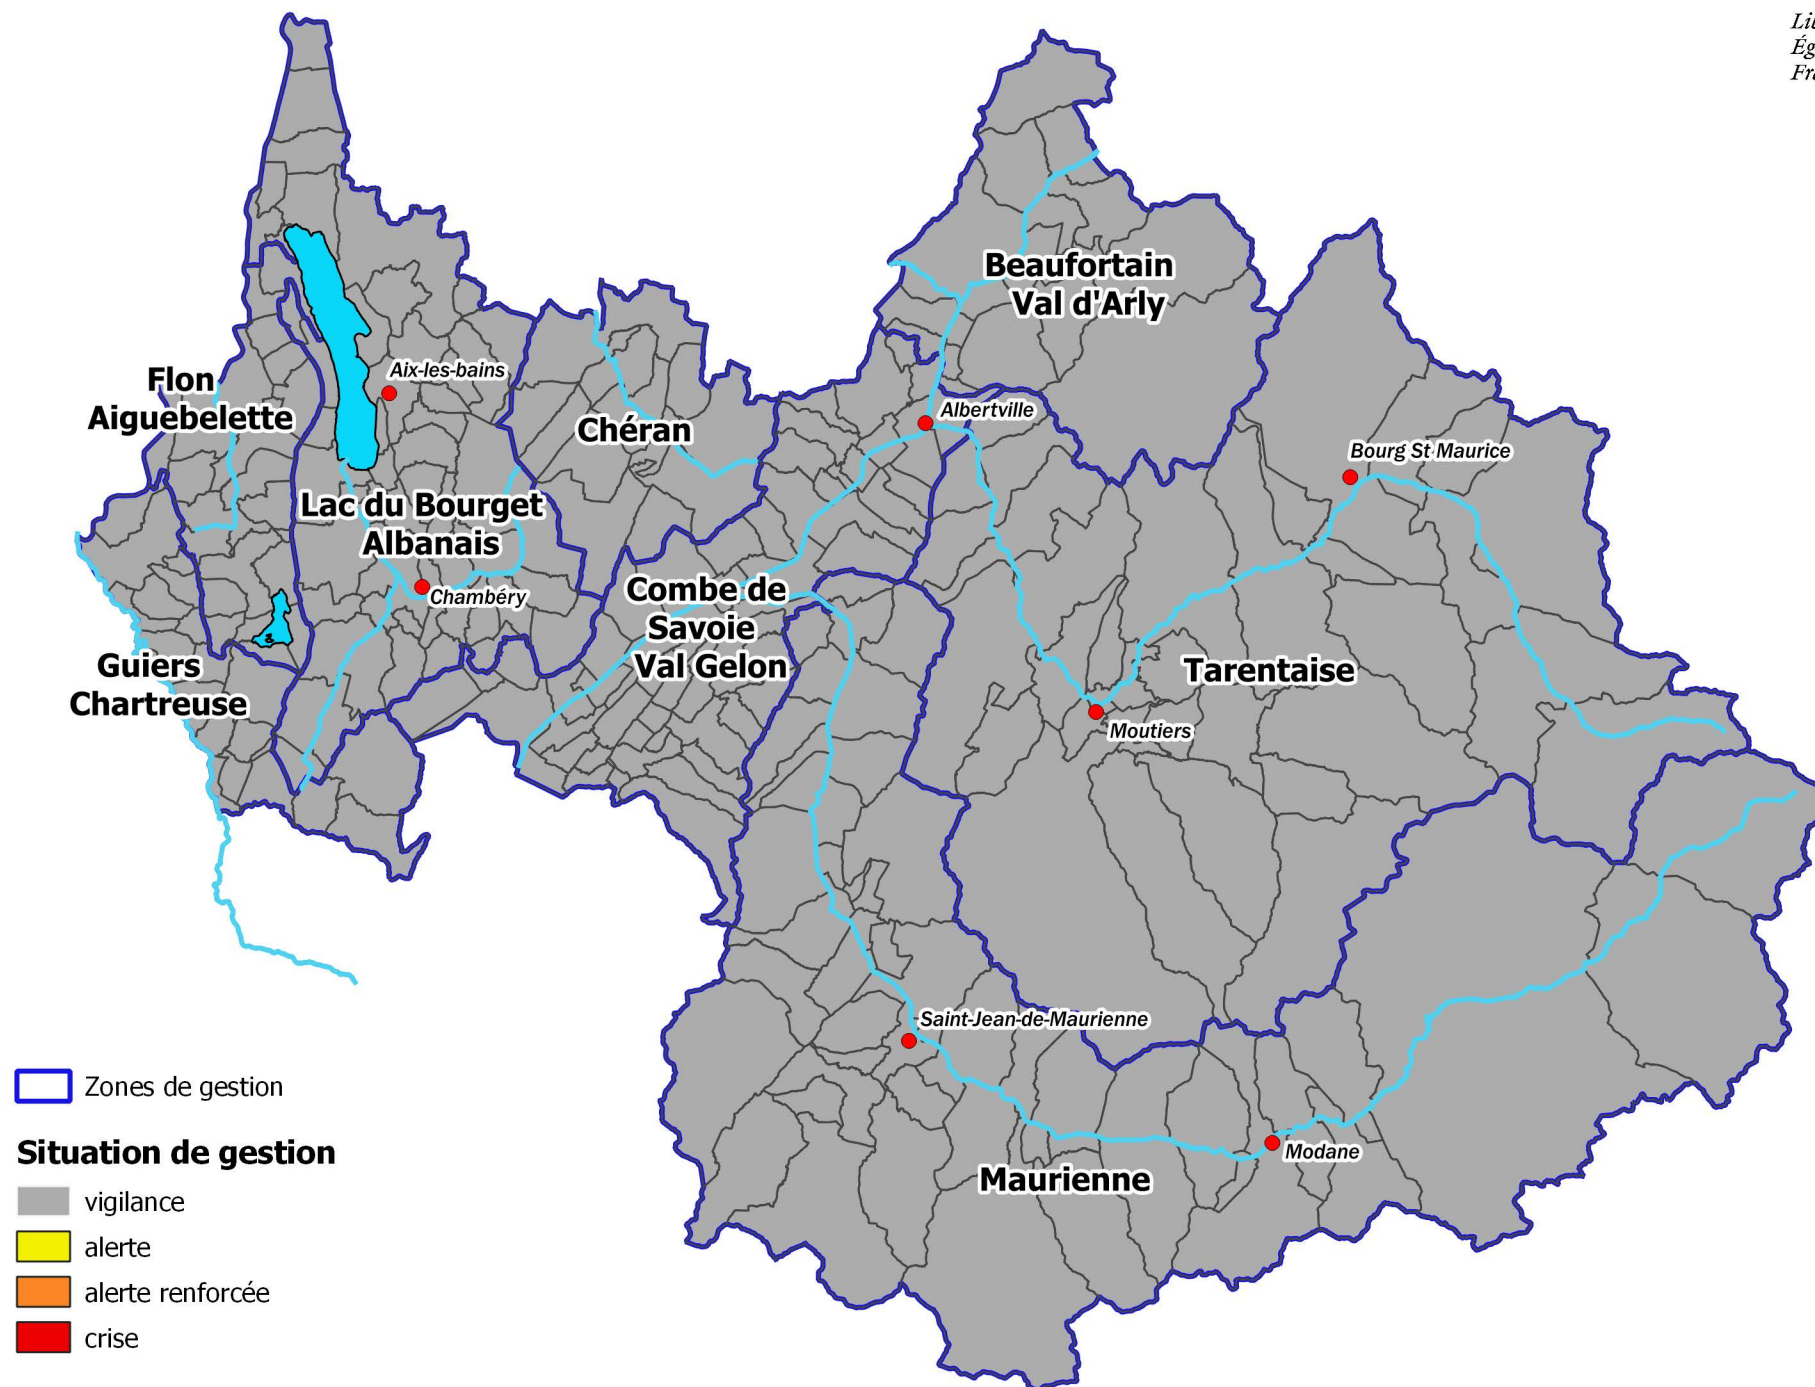 Beaufortain
Val d'Arly
Flon
Aiguebelette
Aix-les-bains
Chéran
Albertville
Bourg St Maurice
Lac du Bourget
Albanais
Chambéry
Combe de
Savoie
Val Gelon
Guiers
Chartreuse
Tarentaise
Moutiers
Saint-Jean-de-Maurienne
Modane
Maurienne
Zones de gestion
Situation de gestion
vigilance
alerte
alerte renforcée
crise